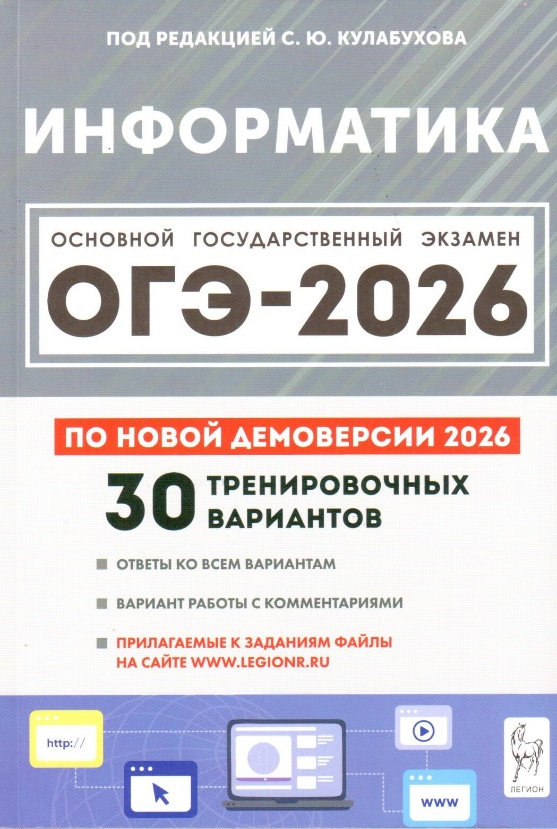 ПОД РЕДАКЦИЕЙ С. Ю. КУЛАБУХОВА
ИНФОРМАТИКА
ОСНОВНОЙ ГОСУДАРСТВЕННЫЙ ЭКЗАМЕН
ОГЭ-2026
ПО НОВОЙ ДЕМОВЕРСИИ 2026
30 ТРЕНИРОВОЧНЫХ
ВАРИАНТОВ
ОТВЕТЫ КО ВСЕМ ВАРИАНТАМ
ВАРИАНТ РАБОТЫ С КОММЕНТАРИЯМИ
ПРИЛАГАЕМЫЕ К ЗАДАНИЯМ ФАЙЛЫ
НА САЙТЕ WWW.LEGIONR.RU
http://
www
ЛЕГИОН